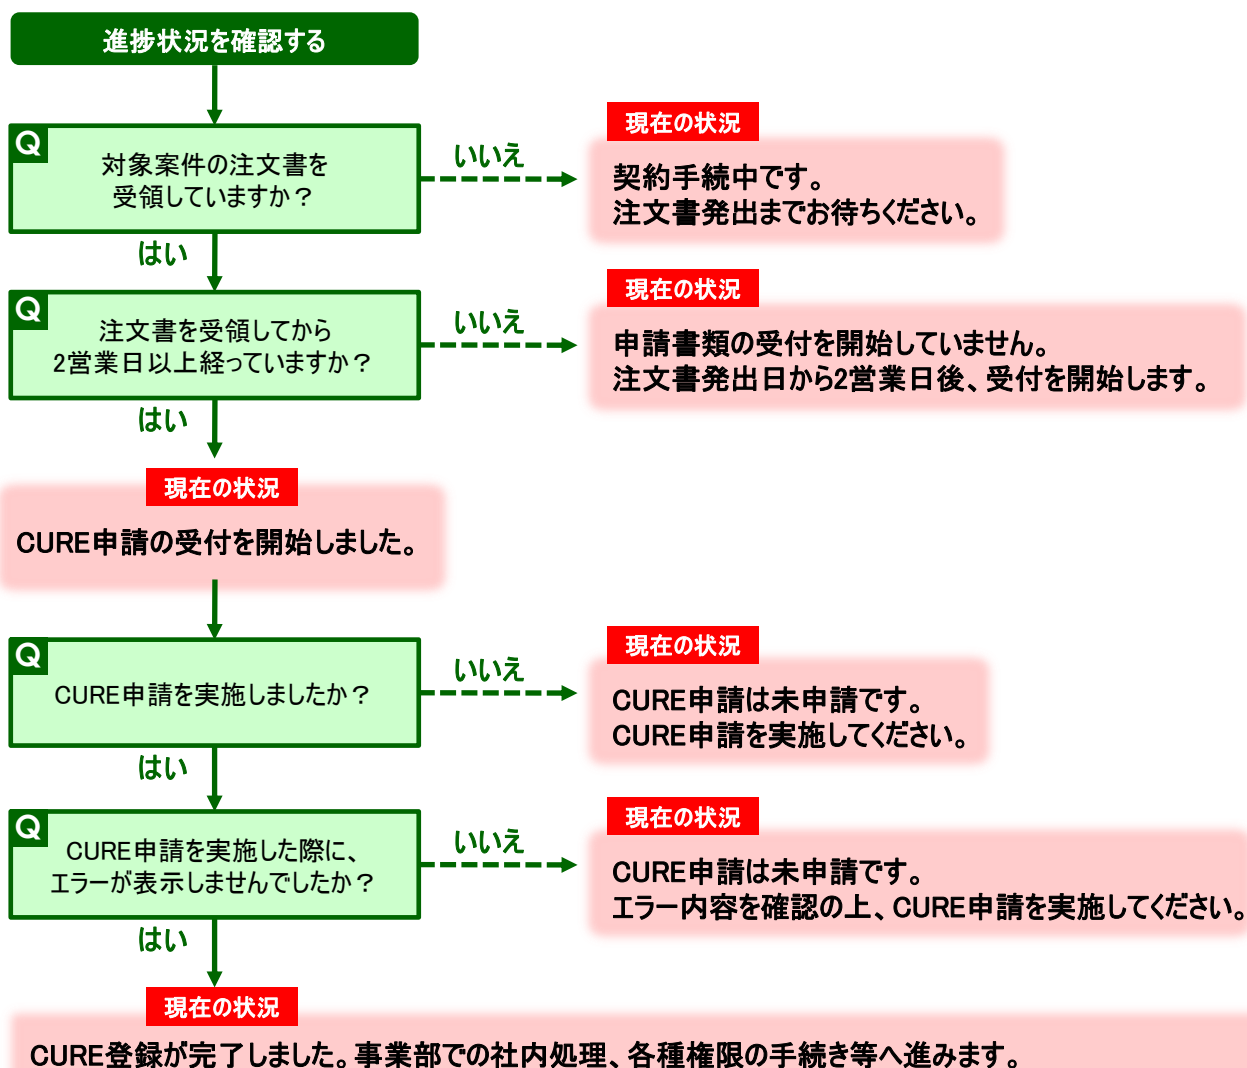 進捗状況を確認する
Q
対象案件の注文書を
受領していますか？
いいえ
現在の状況
契約手続中です。
注文書発出までお待ちください。
はい
Q
注文書を受領してから
2営業日以上経っていますか？
いいえ
現在の状況
申請書類の受付を開始していません。
注文書発出日から2営業日後、受付を開始します。
はい
現在の状況
CURE申請の受付を開始しました。
Q
CURE申請を実施しましたか？
いいえ
現在の状況
CURE申請は未申請です。
CURE申請を実施してください。
はい
Q
CURE申請を実施した際に、
エラーが表示しませんでしたか？
いいえ
現在の状況
CURE申請は未申請です。
エラー内容を確認の上、CURE申請を実施してください。
はい
現在の状況
CURE登録が完了しました。事業部での社内処理、各種権限の手続き等へ進みます。